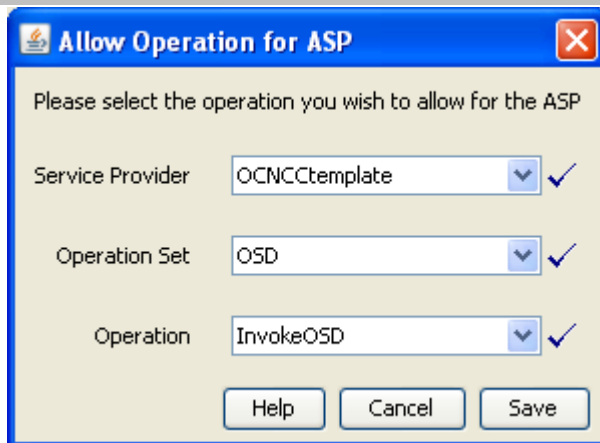 Allow Operation for ASP
Please select the operation you wish to allow for the ASP
Service Provider OCNCCtemplate
Operation Set OSD
Operation InvokeOSD
Help Cancel Save